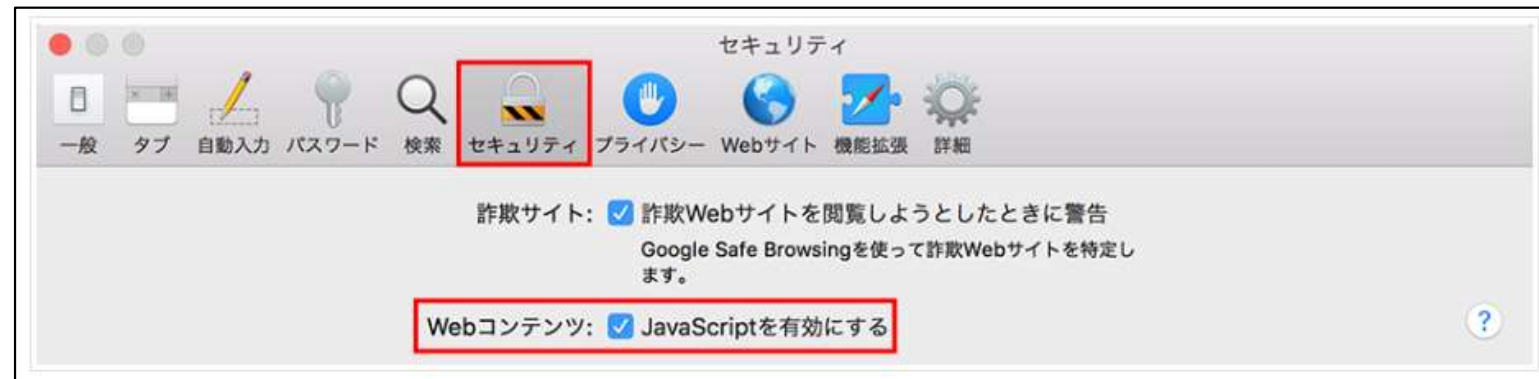 セキュリティ
一般 タブ 自動入力 パスワード 検索 セキュリティ プライバシー Webサイト 機能拡張 詳細
詐欺サイト: 詐欺Webサイトを閲覧しようとしたときに警告
Google Safe Browsingを使って詐欺Webサイトを特定し
ます。
Webコンテンツ: JavaScriptを有効にする
?